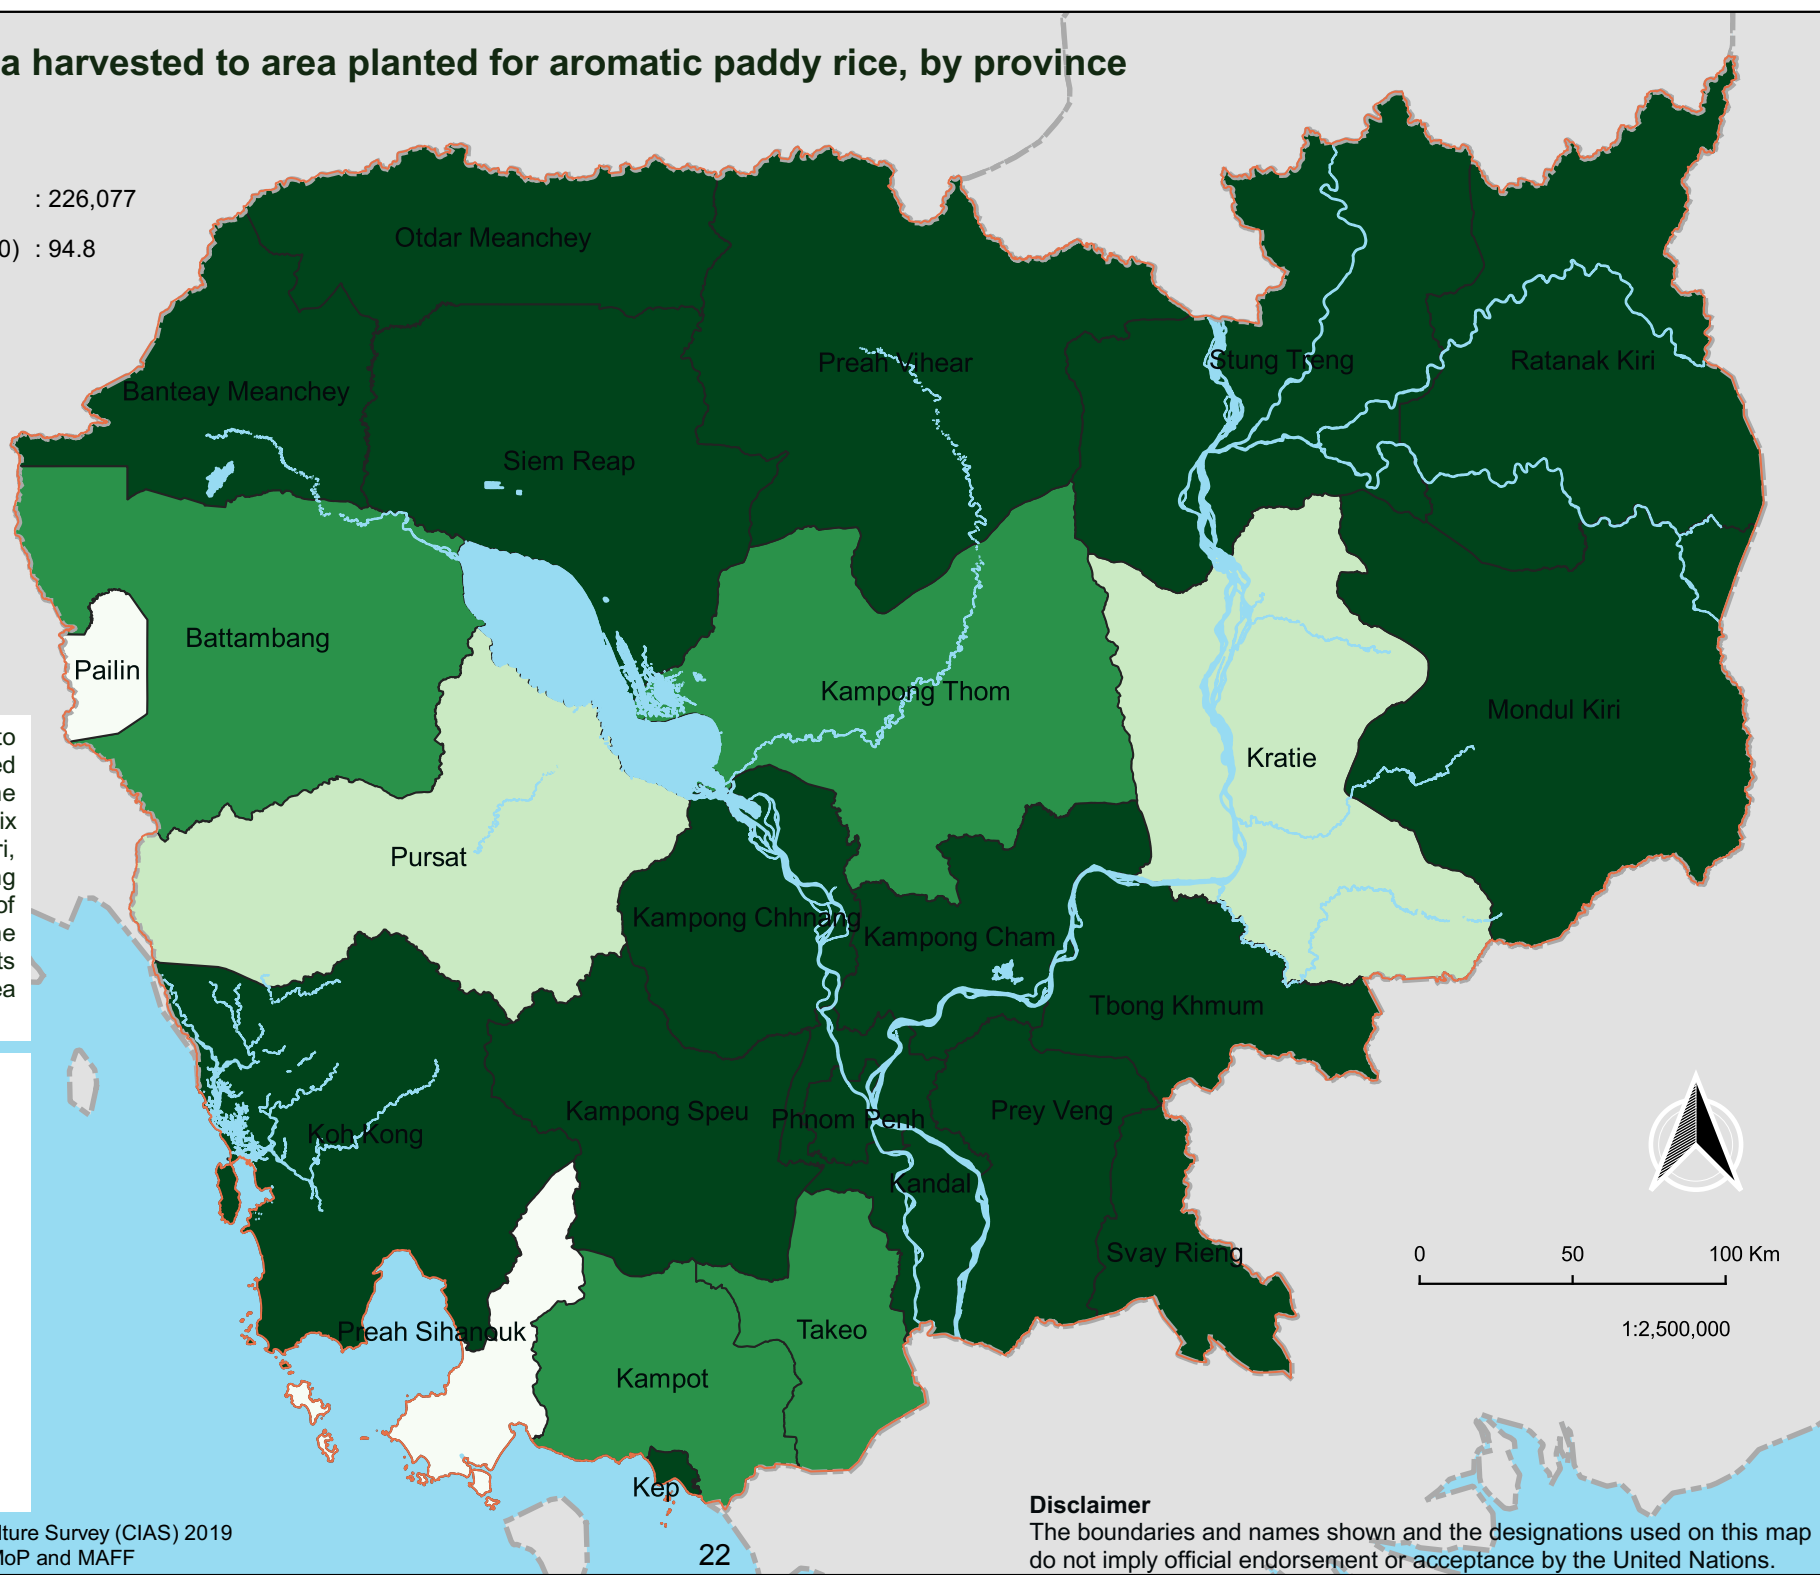 a harvested to area planted for aromatic paddy rice, by province
: 226,077
0) : 94.8
Otdar Meanchey
Preah Vihear
Stung Treng
Ratanak Kiri
Banteay Meanchey
Siem Reap
Battambang
Pailin
Kampong Thom
Mondul Kiri
Kratie
to
ed
ne
ix
ri,
ng
of
ne
ts
ea
Pursat
Kampong Chhnang
Kampong Cham
Tbong Khmum
Kampong Speu
Phnom Penh
Prey Veng
Koh Kong
Kandal
Svay Rieng
0 50 100 Km
1:2,500,000
Preah Sihanouk
Takeo
Kampot
Kep
lture Survey (CIAS) 2019
MoP and MAFF
22
Disclaimer
The boundaries and names shown and the designations used on this map
do not imply official endorsement or acceptance by the United Nations.